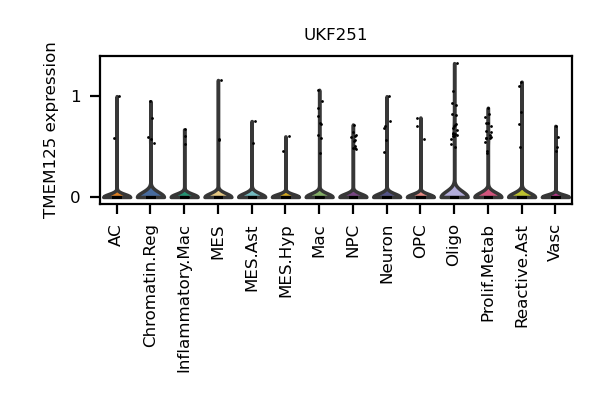 UKF251
TMEM125 expression
1
0
AC
Chromatin.Reg
Inflammatory.Mac
MES
MES.Ast
MES.Hyp
Mac
NPC
Neuron
OPC
Oligo
Prolif.Metab
Reactive.Ast
Vasc